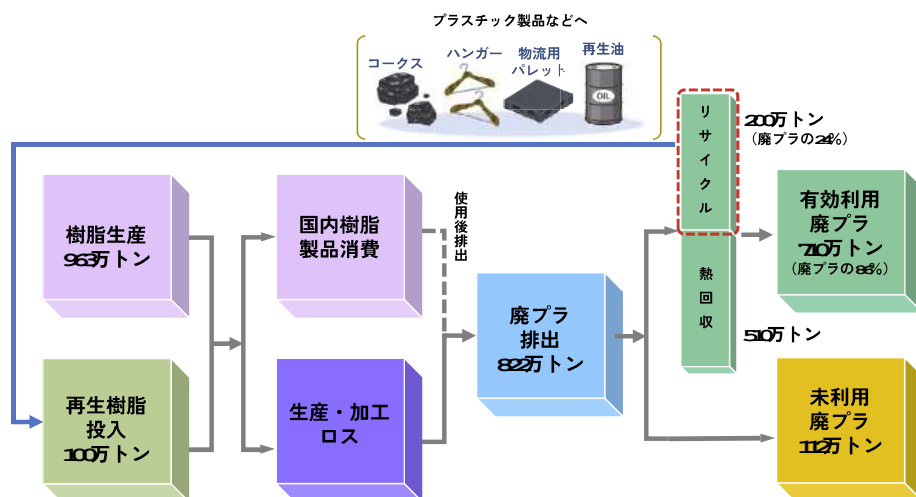 プラスチック製品などへ
コークス
ハンガー
物流用
パレット
再生油
OIL
リサイクル
200万トン
（廃プラの24%）
樹脂生産
963万トン
国内樹脂
製品消費
使用後排出
有効利用
廃プラ
710万トン
（廃プラの86%）
熱回収
廃プラ
排出
822万トン
510万トン
再生樹脂
投入
100万トン
生産・加工
ロス
未利用
廃プラ
112万トン